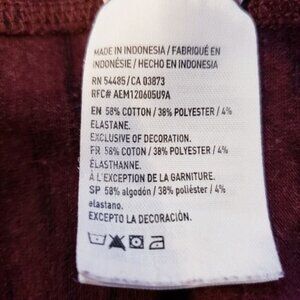 MADE IN INDONESIA / FABRIQUÉ EN
INDONÉSIE / HECHO EN INDONESIA
RN 54485 / CA 03873
RFC# AEM120605U9A
EN 58% COTTON / 38% POLYESTER / 4%
ELASTANE.
EXCLUSIVE OF DECORATION.
FR 58% COTON / 38% POLYESTER / 4%
ÉLASTHANNE.
À L'EXCEPTION DE LA GARNITURE.
SP 58% algodón / 38% poliéster / 4%
elastano.
EXCEPTO LA DECORACIÓN.